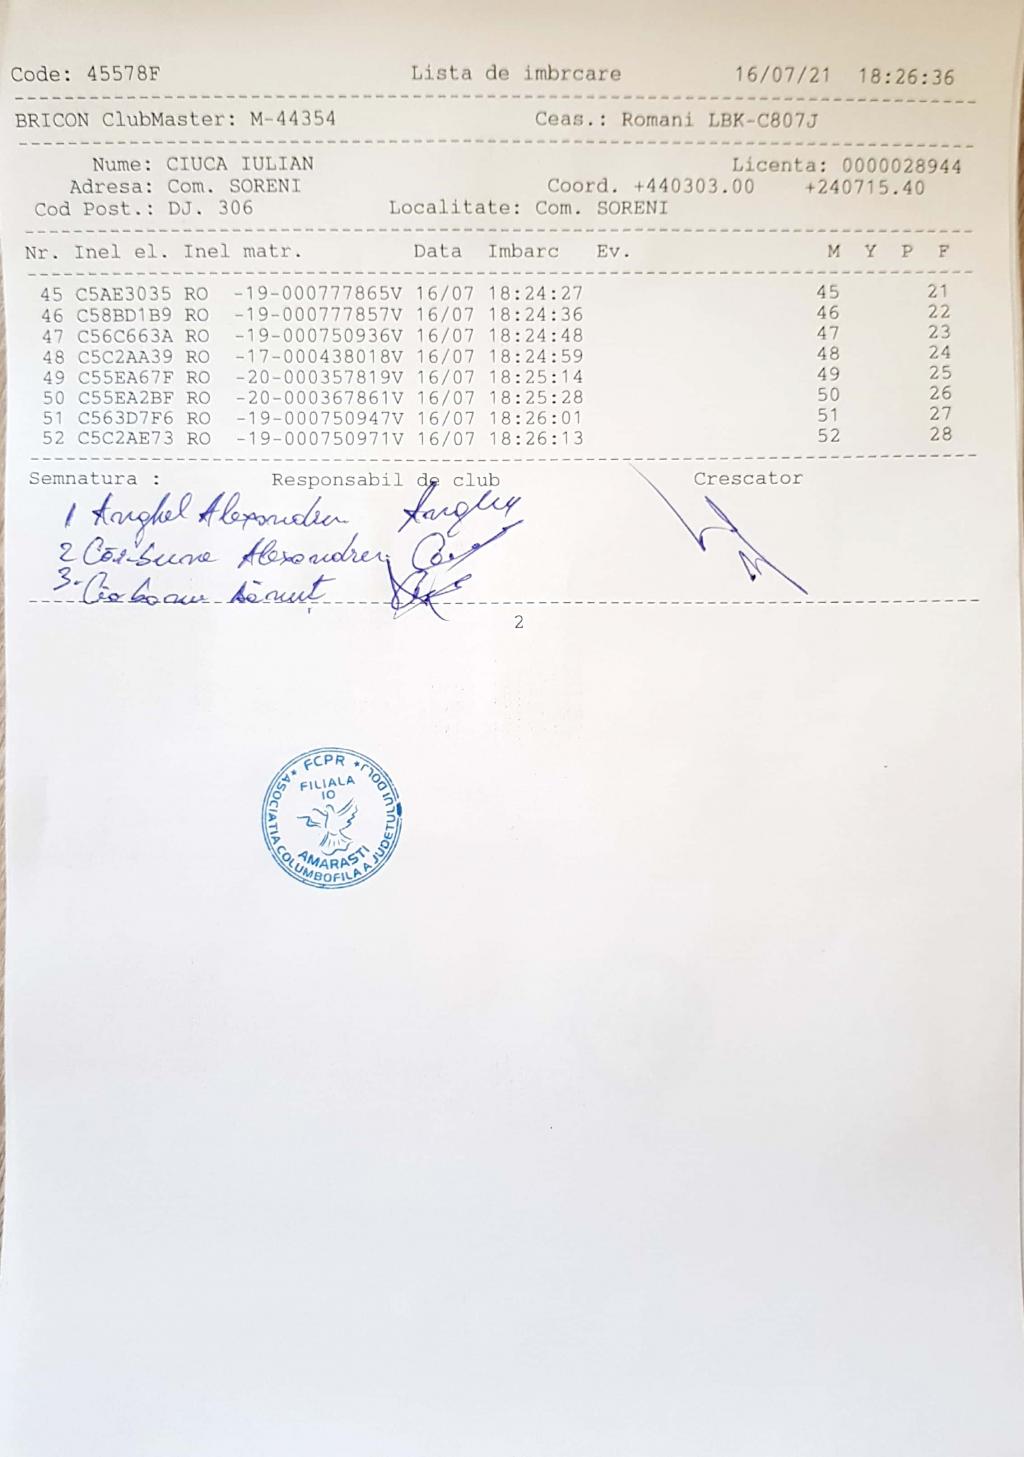 Code: 45578F Lista de imbrcare 16/07/21 18:26:36
BRICON ClubMaster: M-44354 Ceas.: Romani LBK-C807J
Nume: CIUCA IULIAN Licenta: 0000028944
Adresa: Com. SORENI Coord. +440303.00 +240715.40
Cod Post.: DJ. 306 Localitate: Com. SORENI
Nr. Inel el. Inel matr. Data Imbarc Ev. M Y P F
45 C5AE3035 RO -19-000777865V 16/07 18:24:27 45 21
46 C58BD1B9 RO -19-000777857V 16/07 18:24:36 46 22
47 C56C663A RO -19-000750936V 16/07 18:24:48 47 23
48 C5C2AA39 RO -17-000438018V 16/07 18:24:59 48 24
49 C55EA67F RO -20-000357819V 16/07 18:25:14 49 25
50 C55EA2BF RO -20-000367861V 16/07 18:25:28 50 26
51 C563D7F6 RO -19-000750947V 16/07 18:26:01 51 27
52 C5C2AE73 RO -19-000750971V 16/07 18:26:13 52 28
Semnatura : Responsabil de club Crescator
1 Anghel Alexandru
2 Alexandru
3.
2
FCPR
ASOCIATIA COLUMBOFILA A JUDETULUI DOLJ
FILIALA
10
AMARASTI